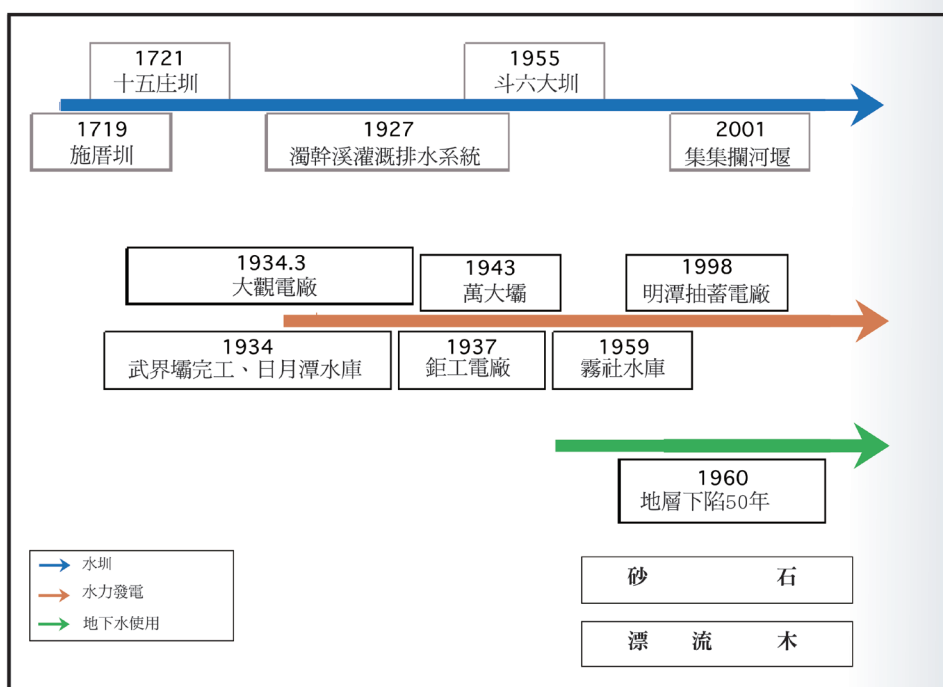 1721
十五庄圳
1955
斗六大圳
1719
施厝圳
1927
濁幹溪灌溉排水系統
2001
集集攔河堰
1934.3
大觀電廠
1943
萬大壩
1998
明潭抽蓄電廠
1934
武界壩完工、日月潭水庫
1937
鉅工電廠
1959
霧社水庫
1960
地層下陷50年
水圳
水力發電
地下水使用
砂 石
漂 流 木